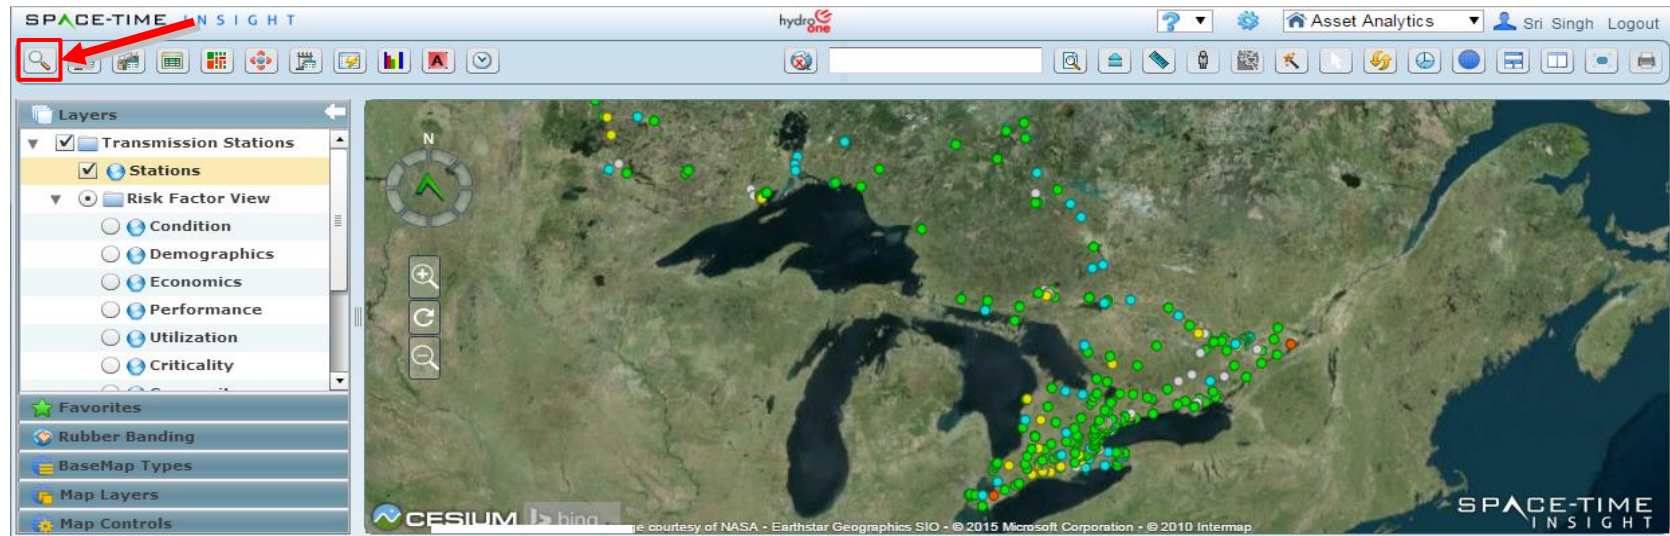 SPACE-TIME INSIGHT
hydro one
?
Asset Analytics
Sri Singh Logout
A
Layers
Transmission Stations
Stations
Risk Factor View
Condition
Demographics
Economics
Performance
Utilization
Criticality
Favorites
Rubber Banding
BaseMap Types
Map Layers
Map Controls
N
CESIUM
bing
courtesy of NASA - Earthstar Geographics SIO - © 2015 Microsoft Corporation - © 2010 Intermap
SPACE-TIME
INSIGHT